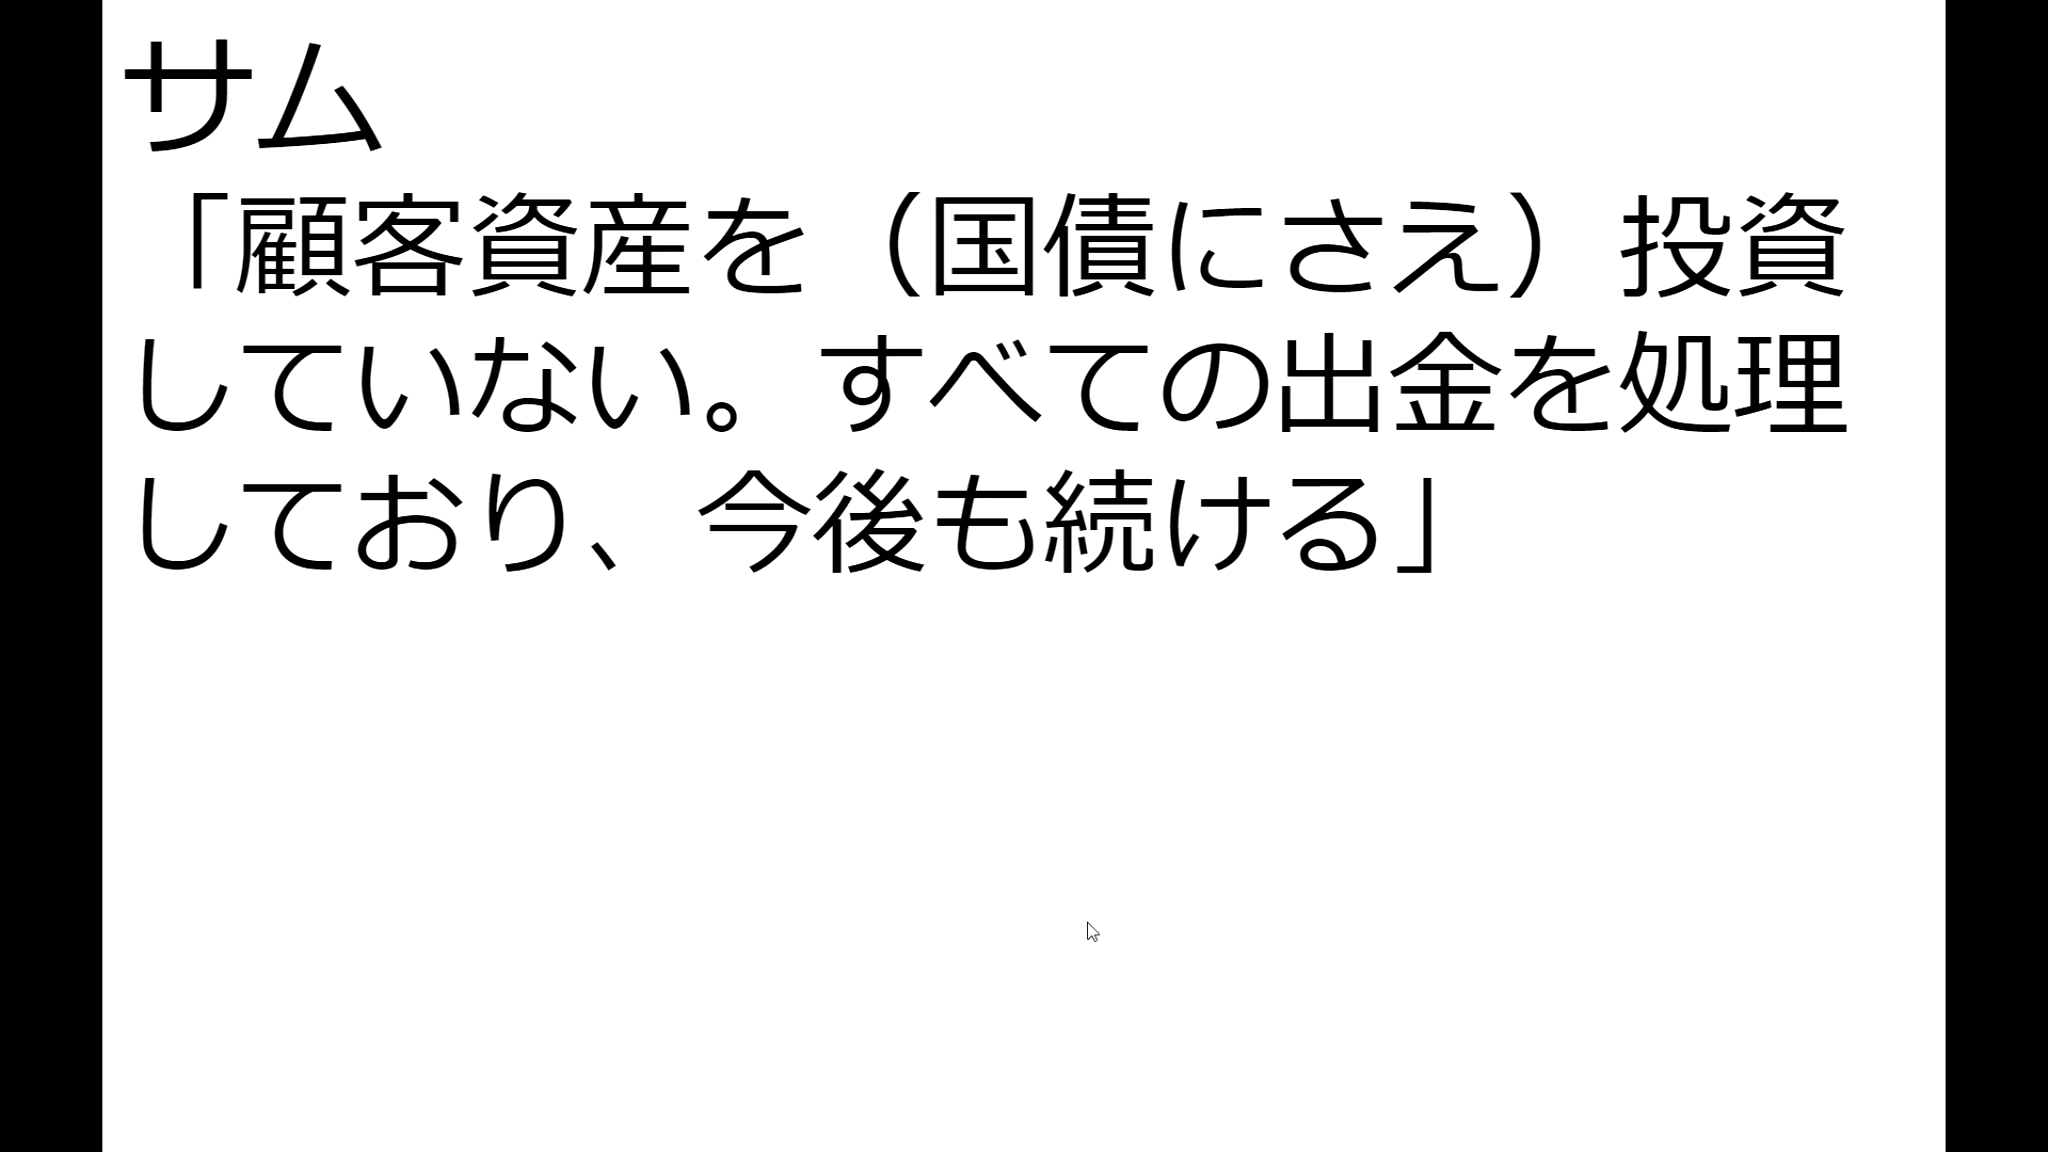 サム
「顧客資産を（国債にさえ）投資
していない。すべての出金を処理
しており、今後も続ける」